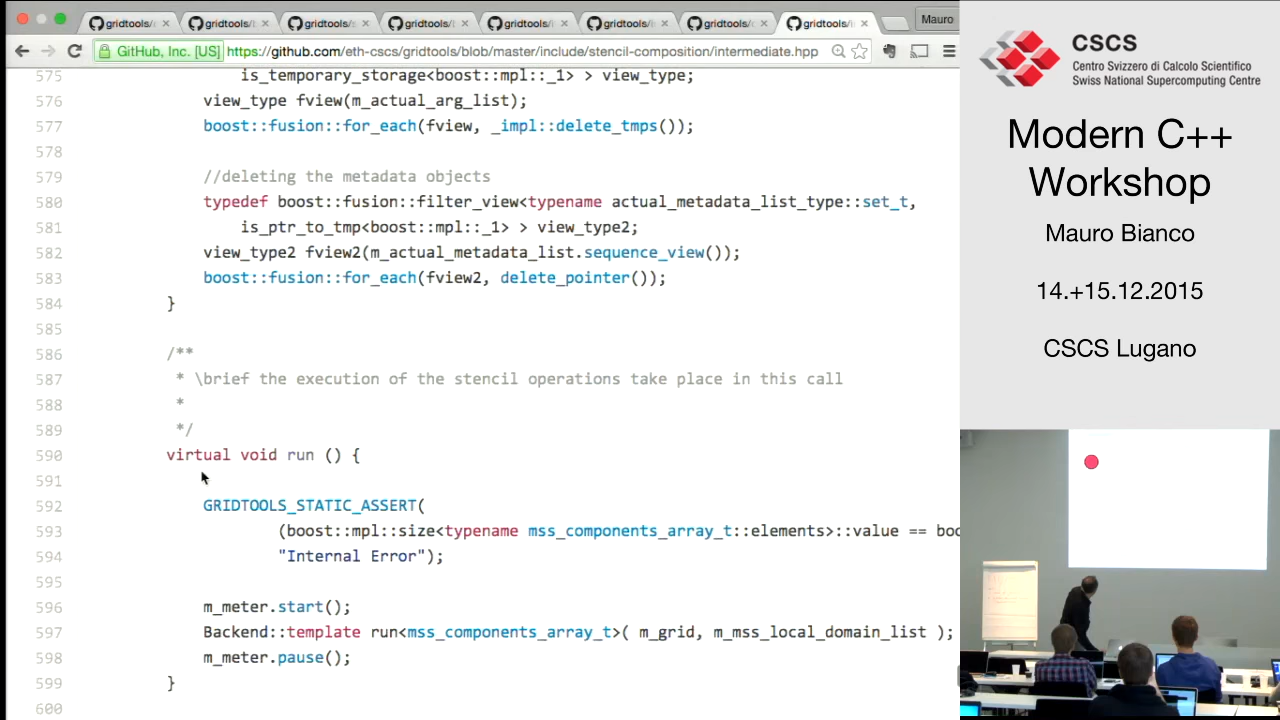 gridtools/
gridtools/
gridtools/
gridtools/
gridtools/
gridtools/
gridtools/
gridtools/
Mauro
GitHub, Inc. [US] https://github.com/eth-cscs/gridtools/blob/master/include/stencil-composition/intermediate.hpp
575 is_temporary_storage<boost::mpl::_1> > view_type;
576 view_type fview(m_actual_arg_list);
577 boost::fusion::for_each(fview, _impl::delete_tmps());
578
579 //deleting the metadata objects
580 typedef boost::fusion::filter_view<typename actual_metadata_list_type::set_t,
581 is_ptr_to_tmp<boost::mpl::_1> > view_type2;
582 view_type2 fview2(m_actual_metadata_list.sequence_view());
583 boost::fusion::for_each(fview2, delete_pointer());
584 }
585
586 /**
587 * \brief the execution of the stencil operations take place in this call
588 *
589 */
590 virtual void run () {
591
592 GRIDTOOLS_STATIC_ASSERT(
593 (boost::mpl::size<typename mss_components_array_t::elements>::value == boo
594 "Internal Error");
595
596 m_meter.start();
597 Backend::template run<mss_components_array_t>( m_grid, m_mss_local_domain_list );
598 m_meter.pause();
599 }
600
CSCS
Centro Svizzero di Calcolo Scientifico
Swiss National Supercomputing Centre
Modern C++
Workshop
Mauro Bianco
14.+15.12.2015
CSCS Lugano